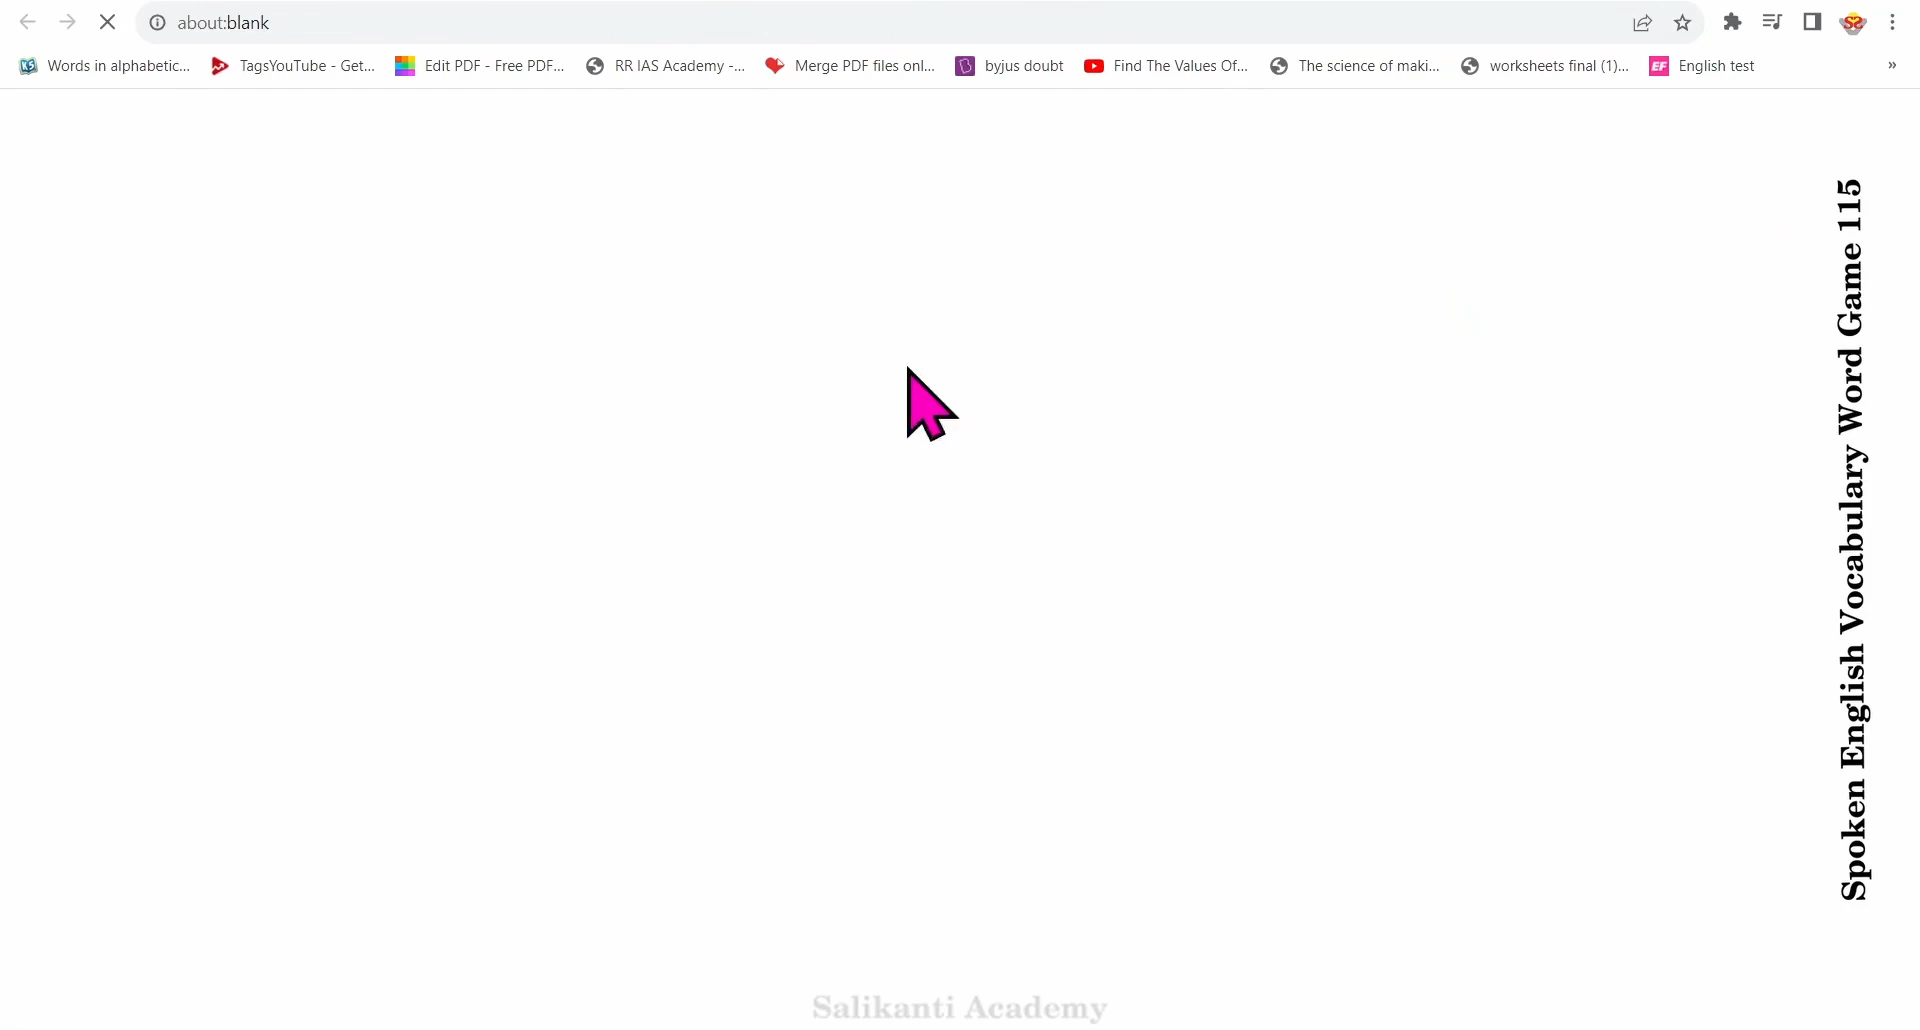 about:blank
Words in alphabetic... TagsYouTube - Get... Edit PDF - Free PDF... RR IAS Academy -... Merge PDF files onl... byjus doubt Find The Values Of... The science of maki... worksheets final (1)... EF English test »
Spoken English Vocabulary Word Game 115
Salikanti Academy